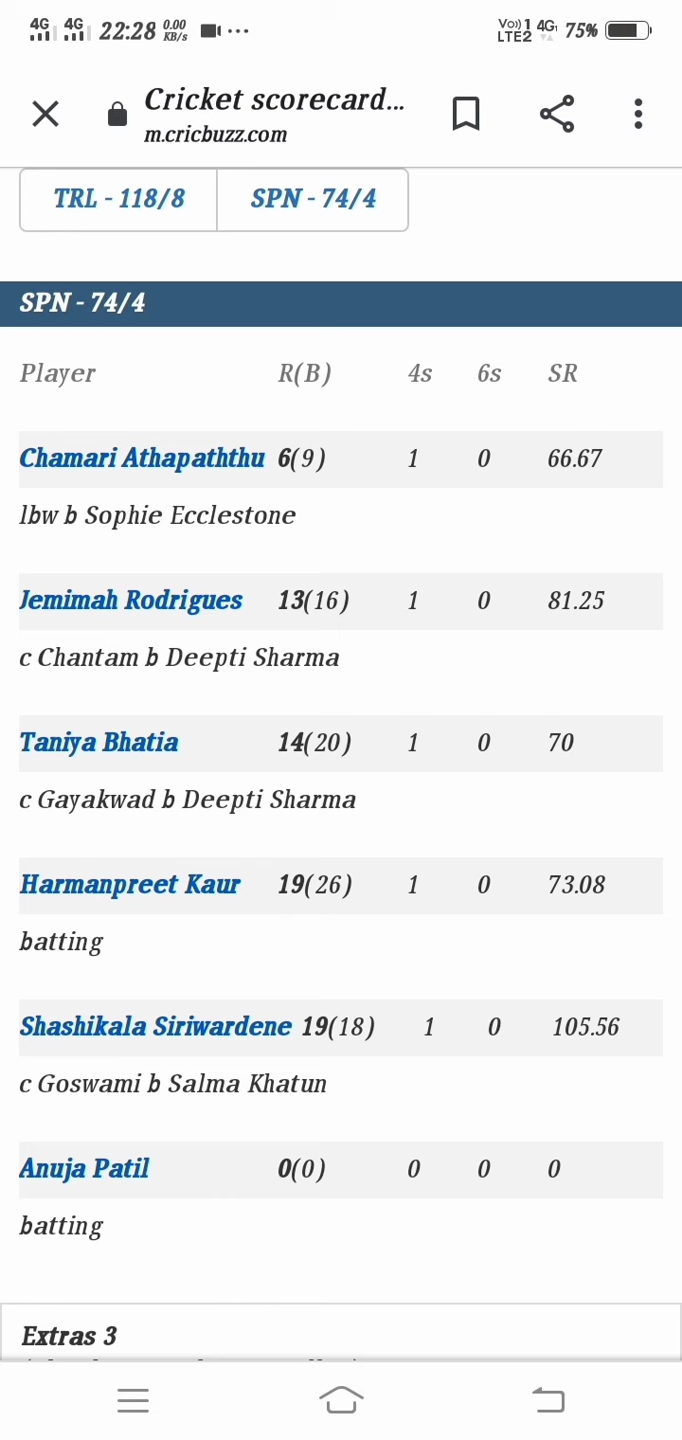 4G 4G 22:28 0.00 KB/s ... Vo)) 1 LTE2 4G 75%
Cricket scorecard...
m.cricbuzz.com
TRL - 118/8 SPN - 74/4
SPN - 74/4
Player R(B) 4s 6s SR
Chamari Athapaththu 6(9) 1 0 66.67
lbw b Sophie Ecclestone
Jemimah Rodrigues 13(16) 1 0 81.25
c Chantam b Deepti Sharma
Taniya Bhatia 14(20) 1 0 70
c Gayakwad b Deepti Sharma
Harmanpreet Kaur 19(26) 1 0 73.08
batting
Shashikala Siriwardene 19(18) 1 0 105.56
c Goswami b Salma Khatun
Anuja Patil 0(0) 0 0 0
batting
Extras 3